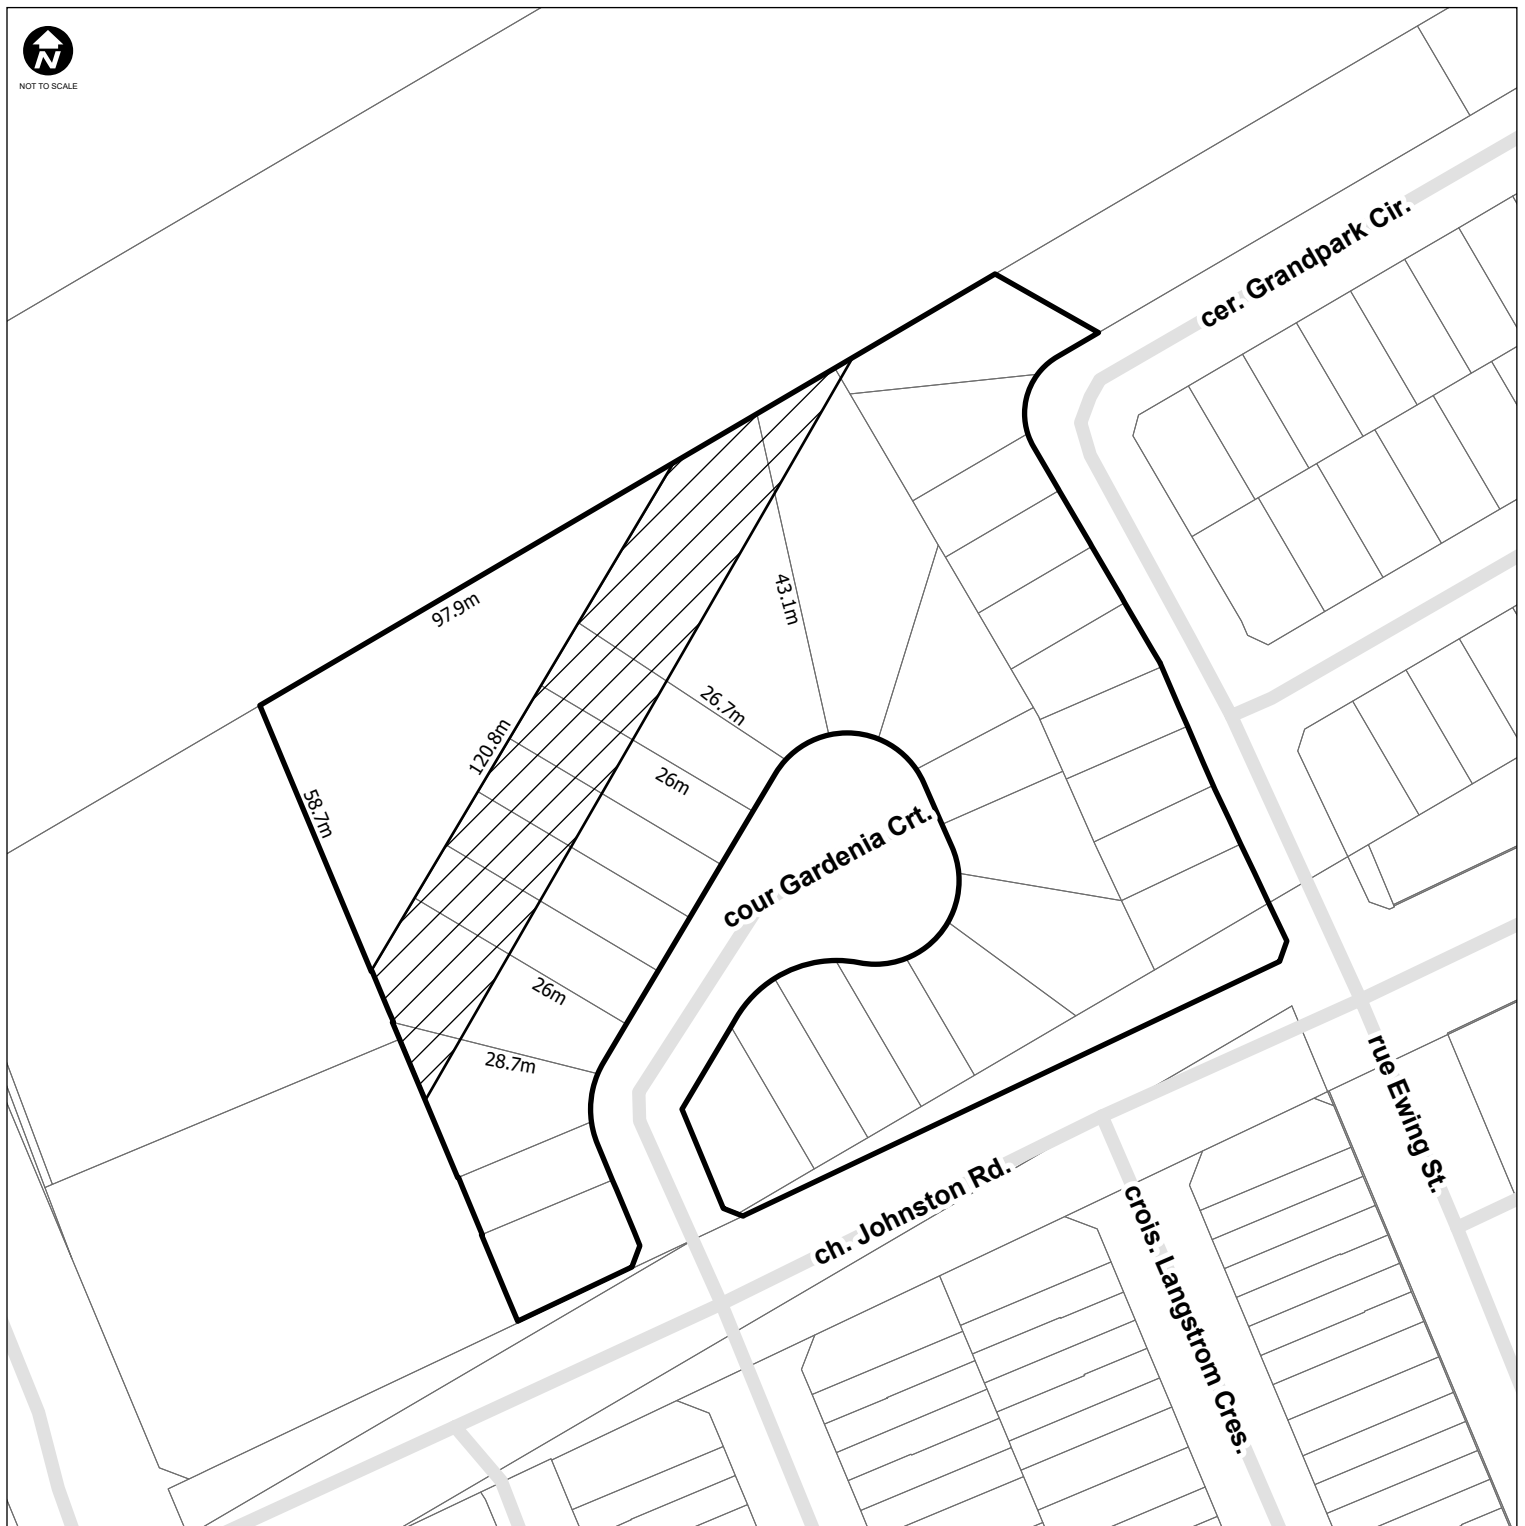 N
NOT TO SCALE
cer. Grandpark Cir.
97.9m
43.1m
26.7m
120.8m
26m
58.7m
cour Gardenia Crt.
26m
28.7m
rue Ewing St.
ch. Johnston Rd.
crois. Langstrom Cres.